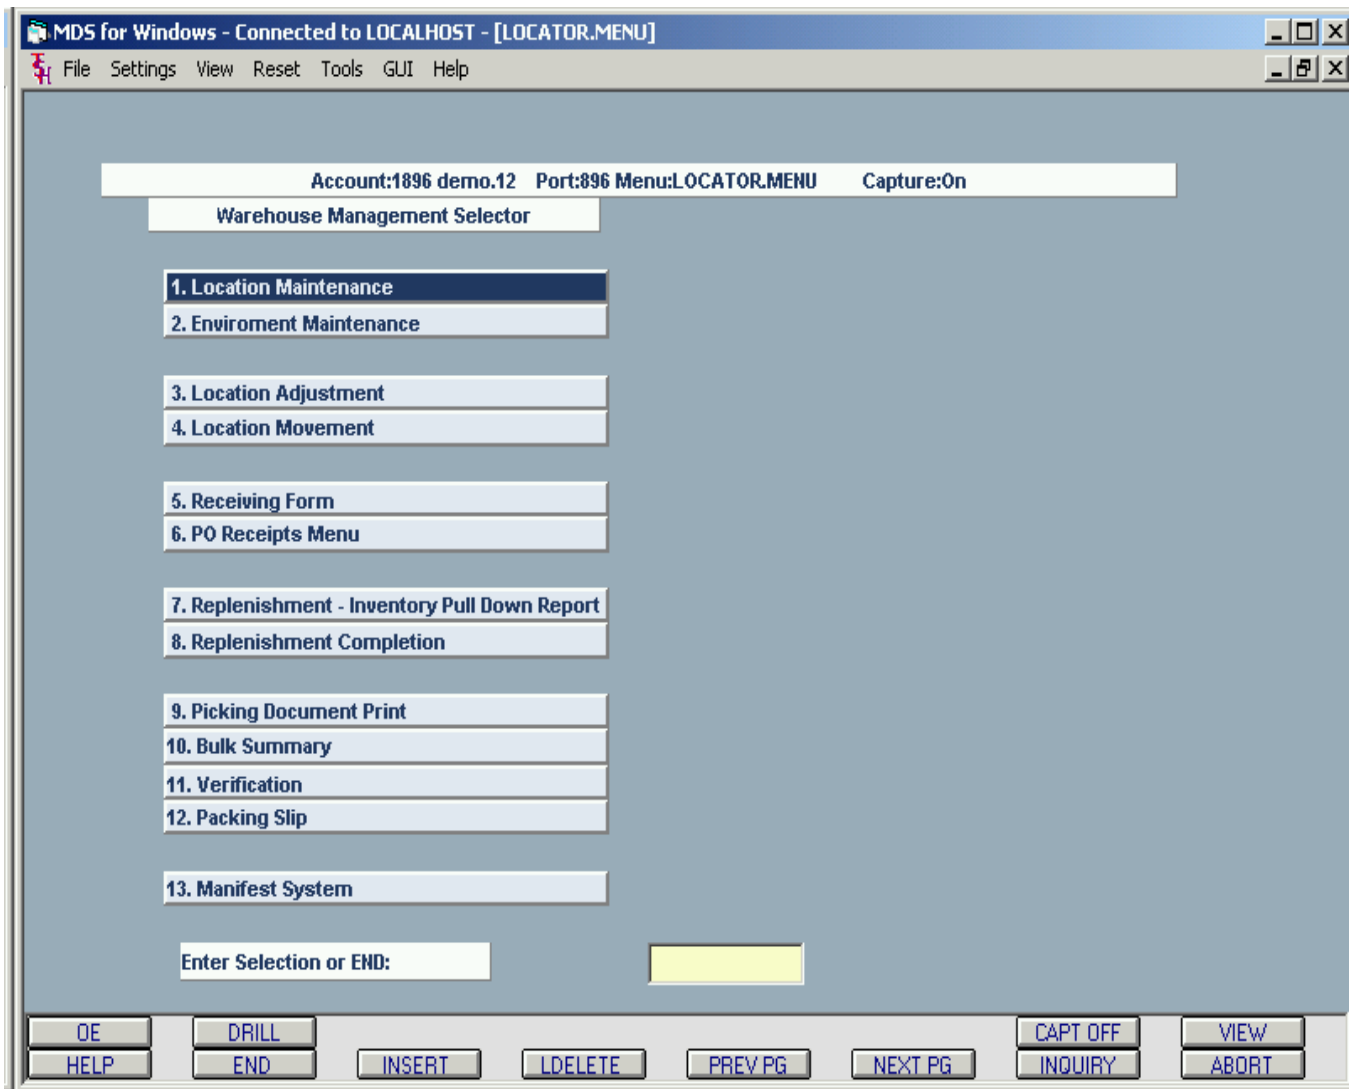 MDS for Windows - Connected to LOCALHOST - [LOCATOR.MENU]
File Settings View Reset Tools GUI Help
Account:1896 demo.12 Port:896 Menu:LOCATOR.MENU Capture:On
Warehouse Management Selector
1. Location Maintenance
2. Enviroment Maintenance
3. Location Adjustment
4. Location Movement
5. Receiving Form
6. PO Receipts Menu
7. Replenishment - Inventory Pull Down Report
8. Replenishment Completion
9. Picking Document Print
10. Bulk Summary
11. Verification
12. Packing Slip
13. Manifest System
Enter Selection or END:
OE DRILL CAPT OFF VIEW
HELP END INSERT LDELETE PREV PG NEXT PG INQUIRY ABORT